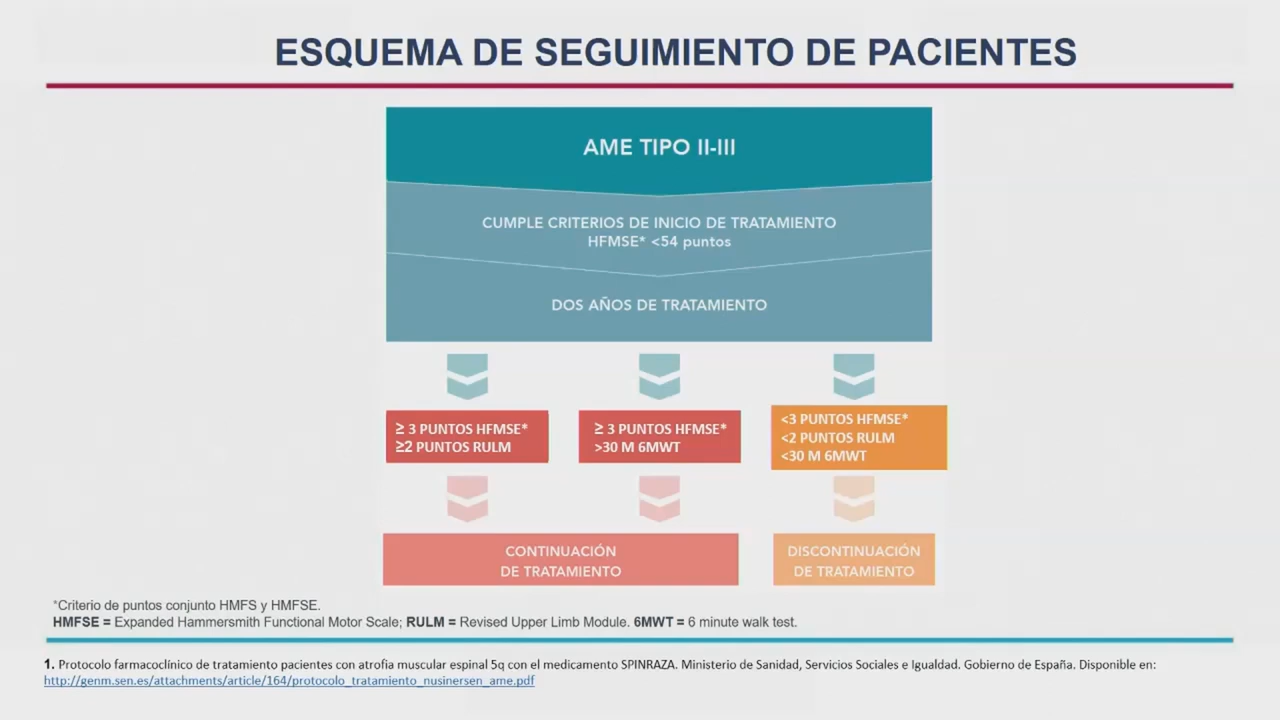 ESQUEMA DE SEGUIMIENTO DE PACIENTES
AME TIPO II-III
CUMPLE CRITERIOS DE INICIO DE TRATAMIENTO
HFMSE* <54 puntos
DOS AÑOS DE TRATAMIENTO
≥ 3 PUNTOS HFMSE*
≥2 PUNTOS RULM
≥ 3 PUNTOS HFMSE*
>30 M 6MWT
<3 PUNTOS HFMSE*
<2 PUNTOS RULM
<30 M 6MWT
CONTINUACIÓN
DE TRATAMIENTO
DISCONTINUACIÓN
DE TRATAMIENTO
*Criterio de puntos conjunto HMFS y HMFSE.
HMFSE = Expanded Hammersmith Functional Motor Scale; RULM = Revised Upper Limb Module. 6MWT = 6 minute walk test.
1. Protocolo farmacoclínico de tratamiento pacientes con atrofia muscular espinal 5q con el medicamento SPINRAZA. Ministerio de Sanidad, Servicios Sociales e Igualdad. Gobierno de España. Disponible en:
http://genm.sen.es/attachments/article/164/protocolo_tratamiento_nusinersen_ame.pdf